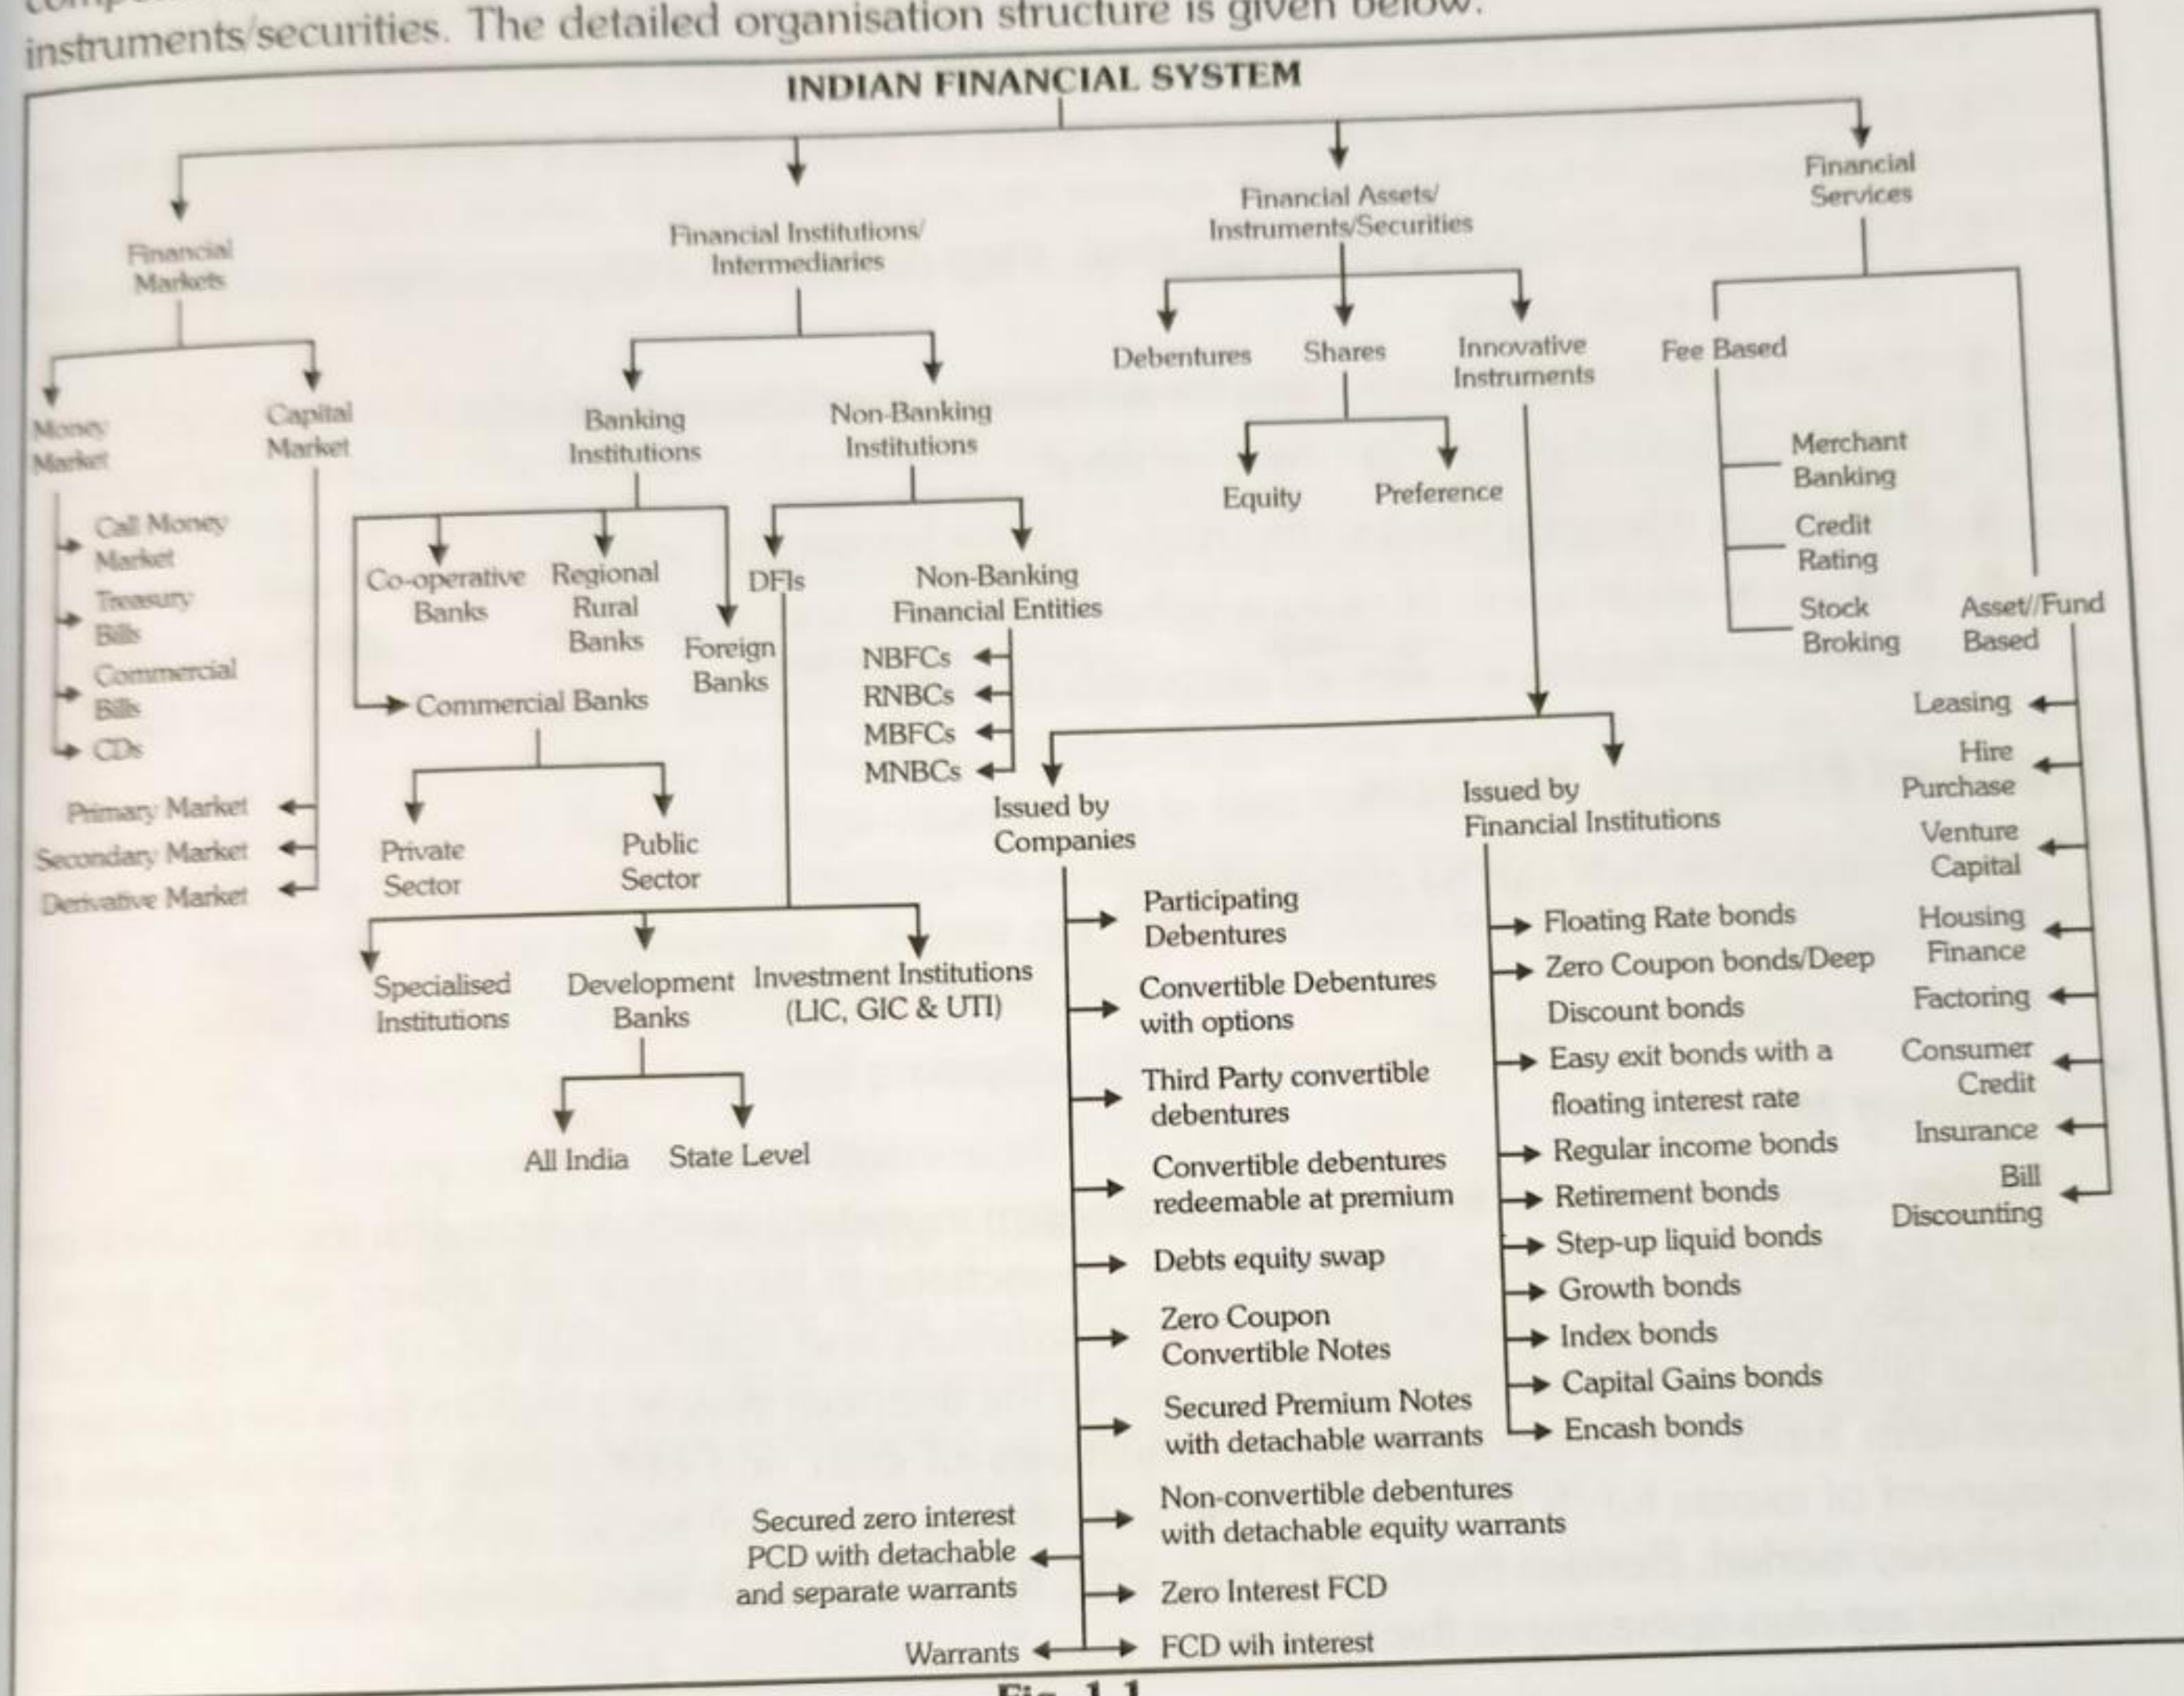 instruments/securities. The detailed organisation structure is given below.
INDIAN FINANCIAL SYSTEM
Financial
Markets
Financial Institutions/
Intermediaries
Financial Assets/
Instruments/Securities
Financial
Services
Money
Market
Capital
Market
Call Money
Market
Treasury
Bills
Commercial
Bills
CDs
Primary Market
Secondary Market
Derivative Market
Banking
Institutions
Non-Banking
Institutions
Co-operative
Banks
Regional
Rural
Banks
Foreign
Banks
Commercial Banks
Private
Sector
Public
Sector
DFIs
Non-Banking
Financial Entities
NBFCs
RNBCs
MBFCs
MNBCs
Specialised
Institutions
Development
Banks
Investment Institutions
(LIC, GIC & UTI)
All India
State Level
Debentures
Shares
Innovative
Instruments
Equity
Preference
Issued by
Companies
Participating
Debentures
Convertible Debentures
with options
Third Party convertible
debentures
Convertible debentures
redeemable at premium
Debts equity swap
Zero Coupon
Convertible Notes
Secured Premium Notes
with detachable warrants
Non-convertible debentures
with detachable equity warrants
Secured zero interest
PCD with detachable
and separate warrants
Zero Interest FCD
Warrants
FCD wih interest
Issued by
Financial Institutions
Floating Rate bonds
Zero Coupon bonds/Deep
Discount bonds
Easy exit bonds with a
floating interest rate
Regular income bonds
Retirement bonds
Step-up liquid bonds
Growth bonds
Index bonds
Capital Gains bonds
Encash bonds
Fee Based
Merchant
Banking
Credit
Rating
Stock
Broking
Asset//Fund
Based
Leasing
Hire
Purchase
Venture
Capital
Housing
Finance
Factoring
Consumer
Credit
Insurance
Bill
Discounting
Fig. 1.1